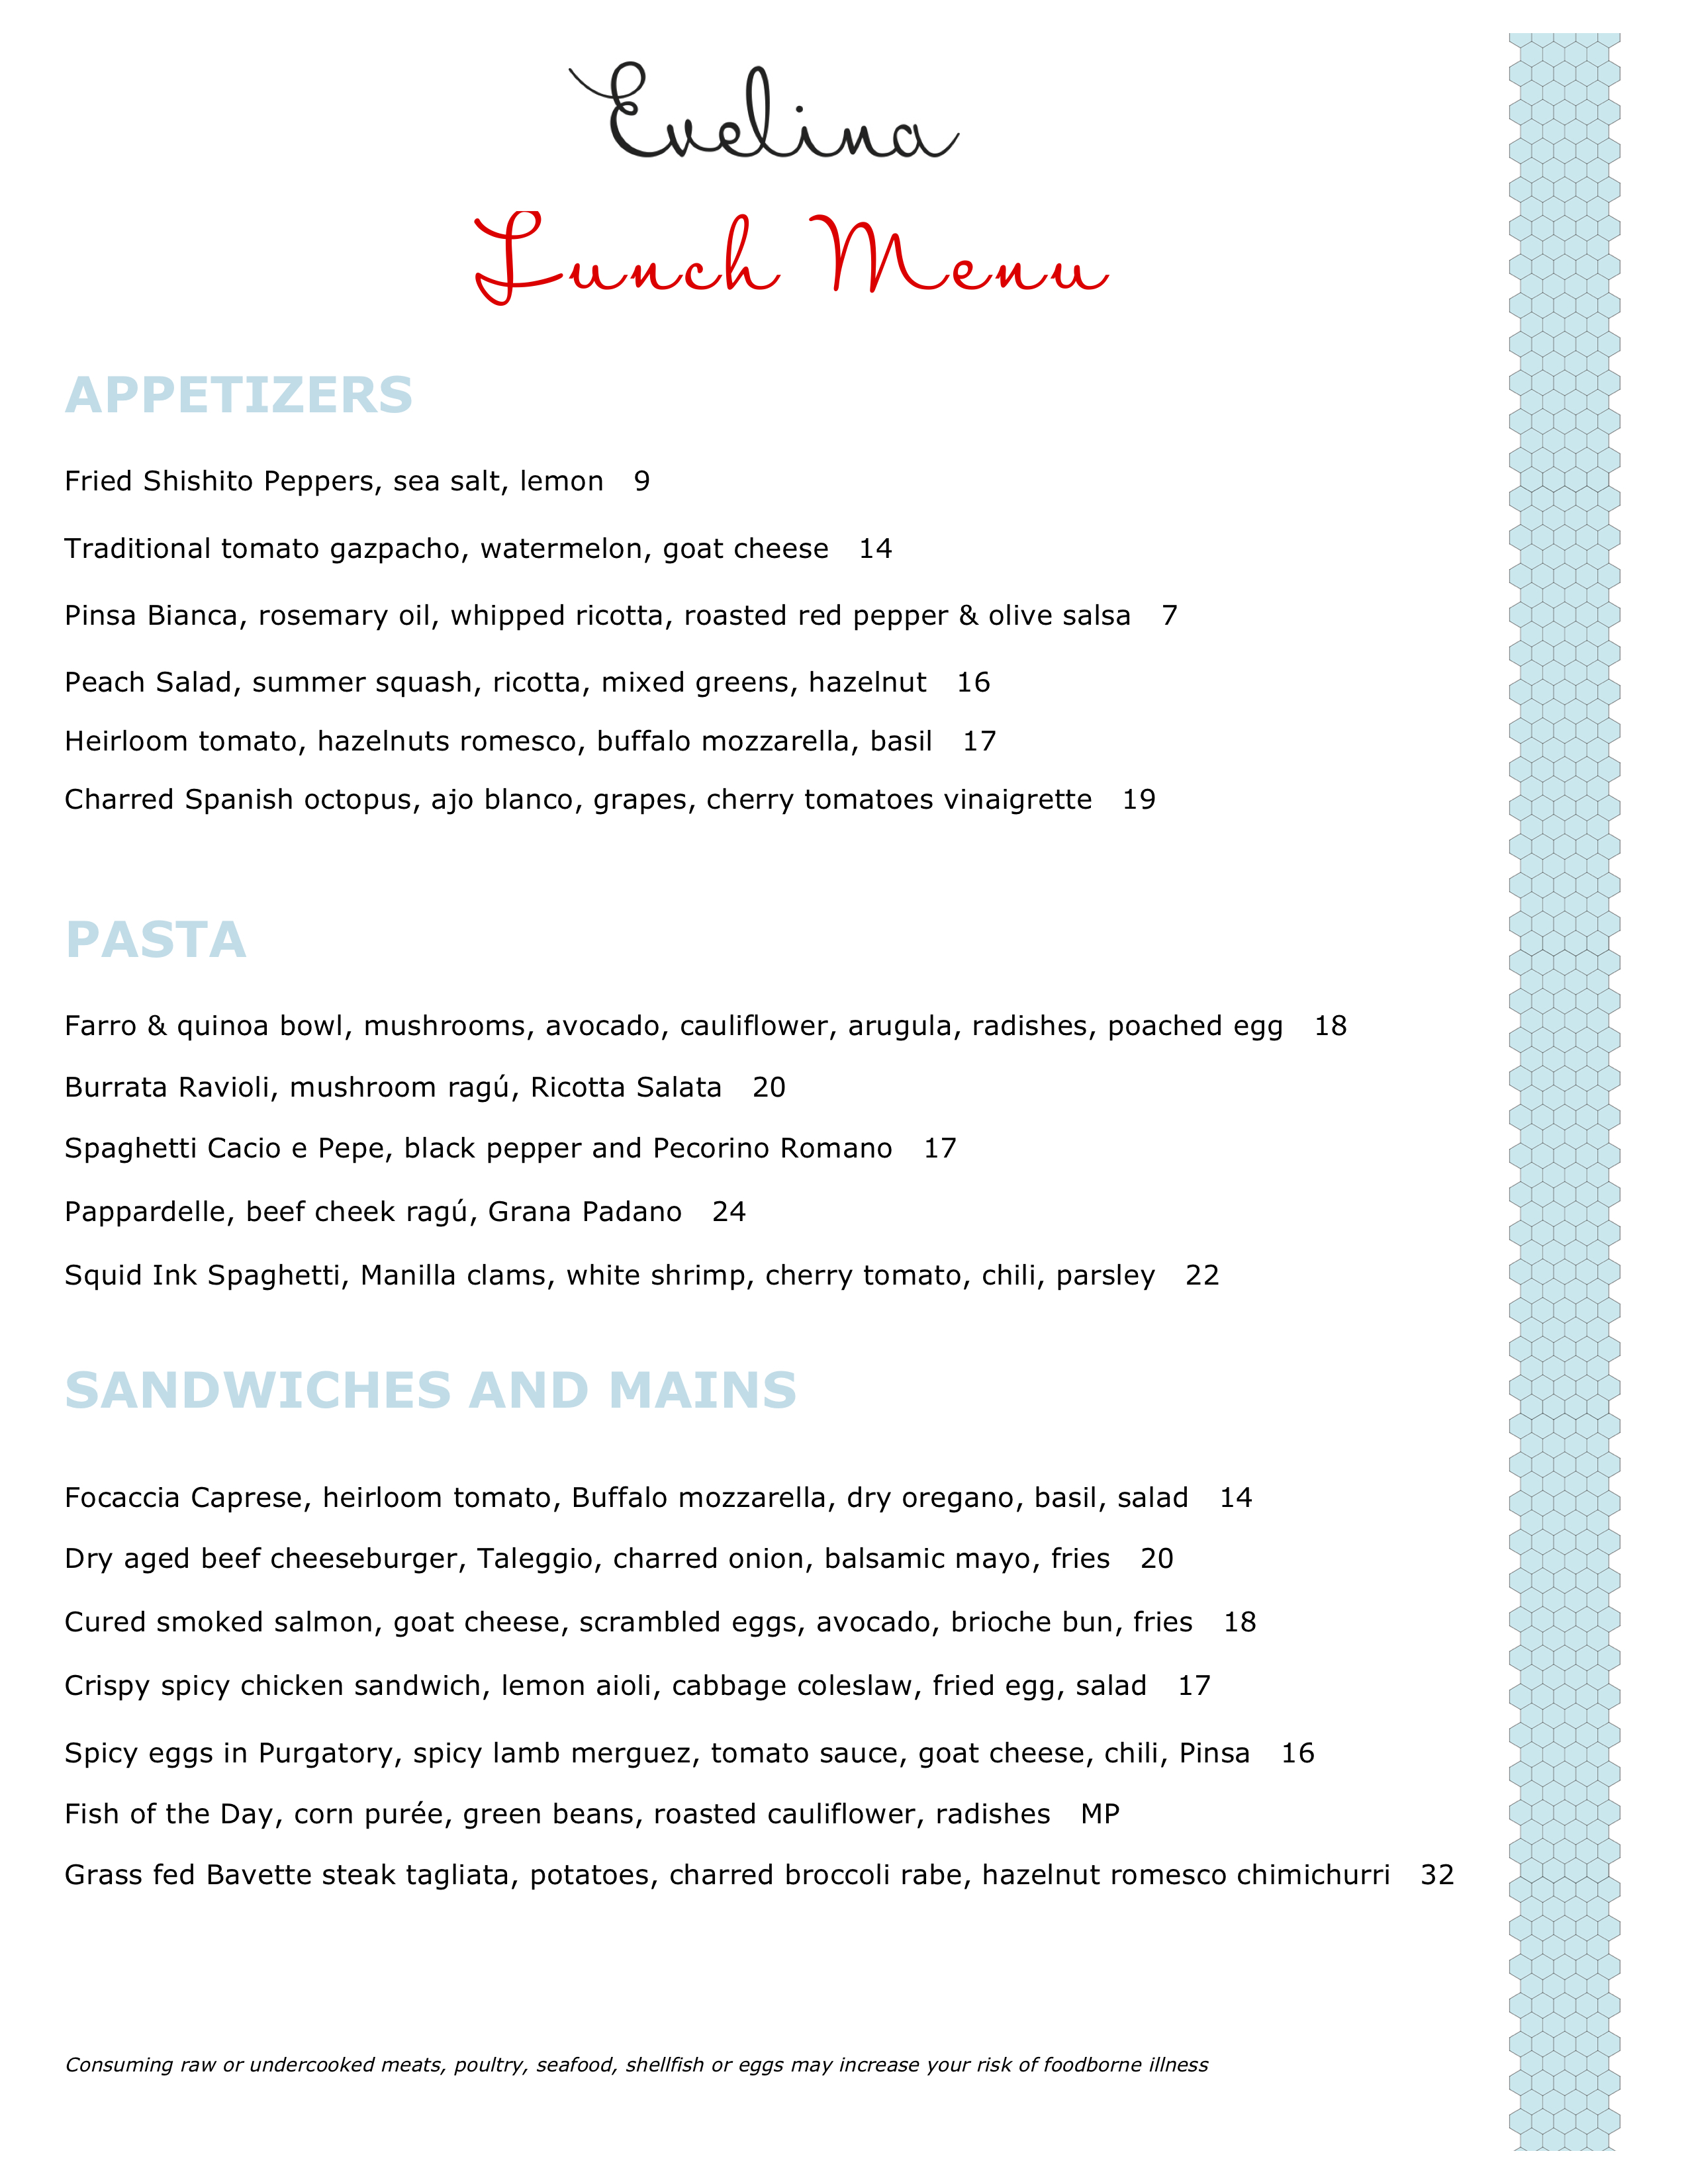 Evelina
Lunch Menu
APPETIZERS
Fried Shishito Peppers, sea salt, lemon 9
Traditional tomato gazpacho, watermelon, goat cheese 14
Pinsa Bianca, rosemary oil, whipped ricotta, roasted red pepper & olive salsa 7
Peach Salad, summer squash, ricotta, mixed greens, hazelnut 16
Heirloom tomato, hazelnuts romesco, buffalo mozzarella, basil 17
Charred Spanish octopus, ajo blanco, grapes, cherry tomatoes vinaigrette 19
PASTA
Farro & quinoa bowl, mushrooms, avocado, cauliflower, arugula, radishes, poached egg 18
Burrata Ravioli, mushroom ragú, Ricotta Salata 20
Spaghetti Cacio e Pepe, black pepper and Pecorino Romano 17
Pappardelle, beef cheek ragú, Grana Padano 24
Squid Ink Spaghetti, Manilla clams, white shrimp, cherry tomato, chili, parsley 22
SANDWICHES AND MAINS
Focaccia Caprese, heirloom tomato, Buffalo mozzarella, dry oregano, basil, salad 14
Dry aged beef cheeseburger, Taleggio, charred onion, balsamic mayo, fries 20
Cured smoked salmon, goat cheese, scrambled eggs, avocado, brioche bun, fries 18
Crispy spicy chicken sandwich, lemon aioli, cabbage coleslaw, fried egg, salad 17
Spicy eggs in Purgatory, spicy lamb merguez, tomato sauce, goat cheese, chili, Pinsa 16
Fish of the Day, corn purée, green beans, roasted cauliflower, radishes MP
Grass fed Bavette steak tagliata, potatoes, charred broccoli rabe, hazelnut romesco chimichurri 32
Consuming raw or undercooked meats, poultry, seafood, shellfish or eggs may increase your risk of foodborne illness